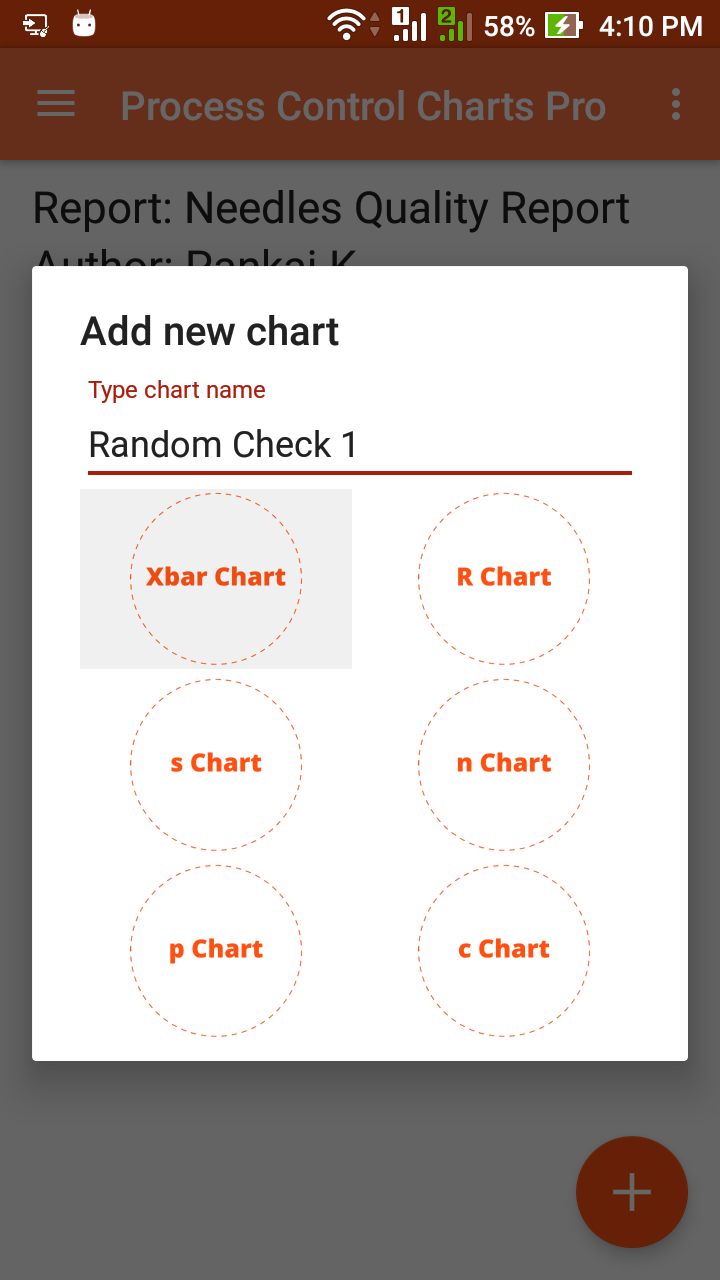 1 2 58% 4:10 PM
Process Control Charts Pro
Report: Needles Quality Report
Author: Pankaj K
Add new chart
Type chart name
Random Check 1
Xbar Chart R Chart
s Chart n Chart
p Chart c Chart